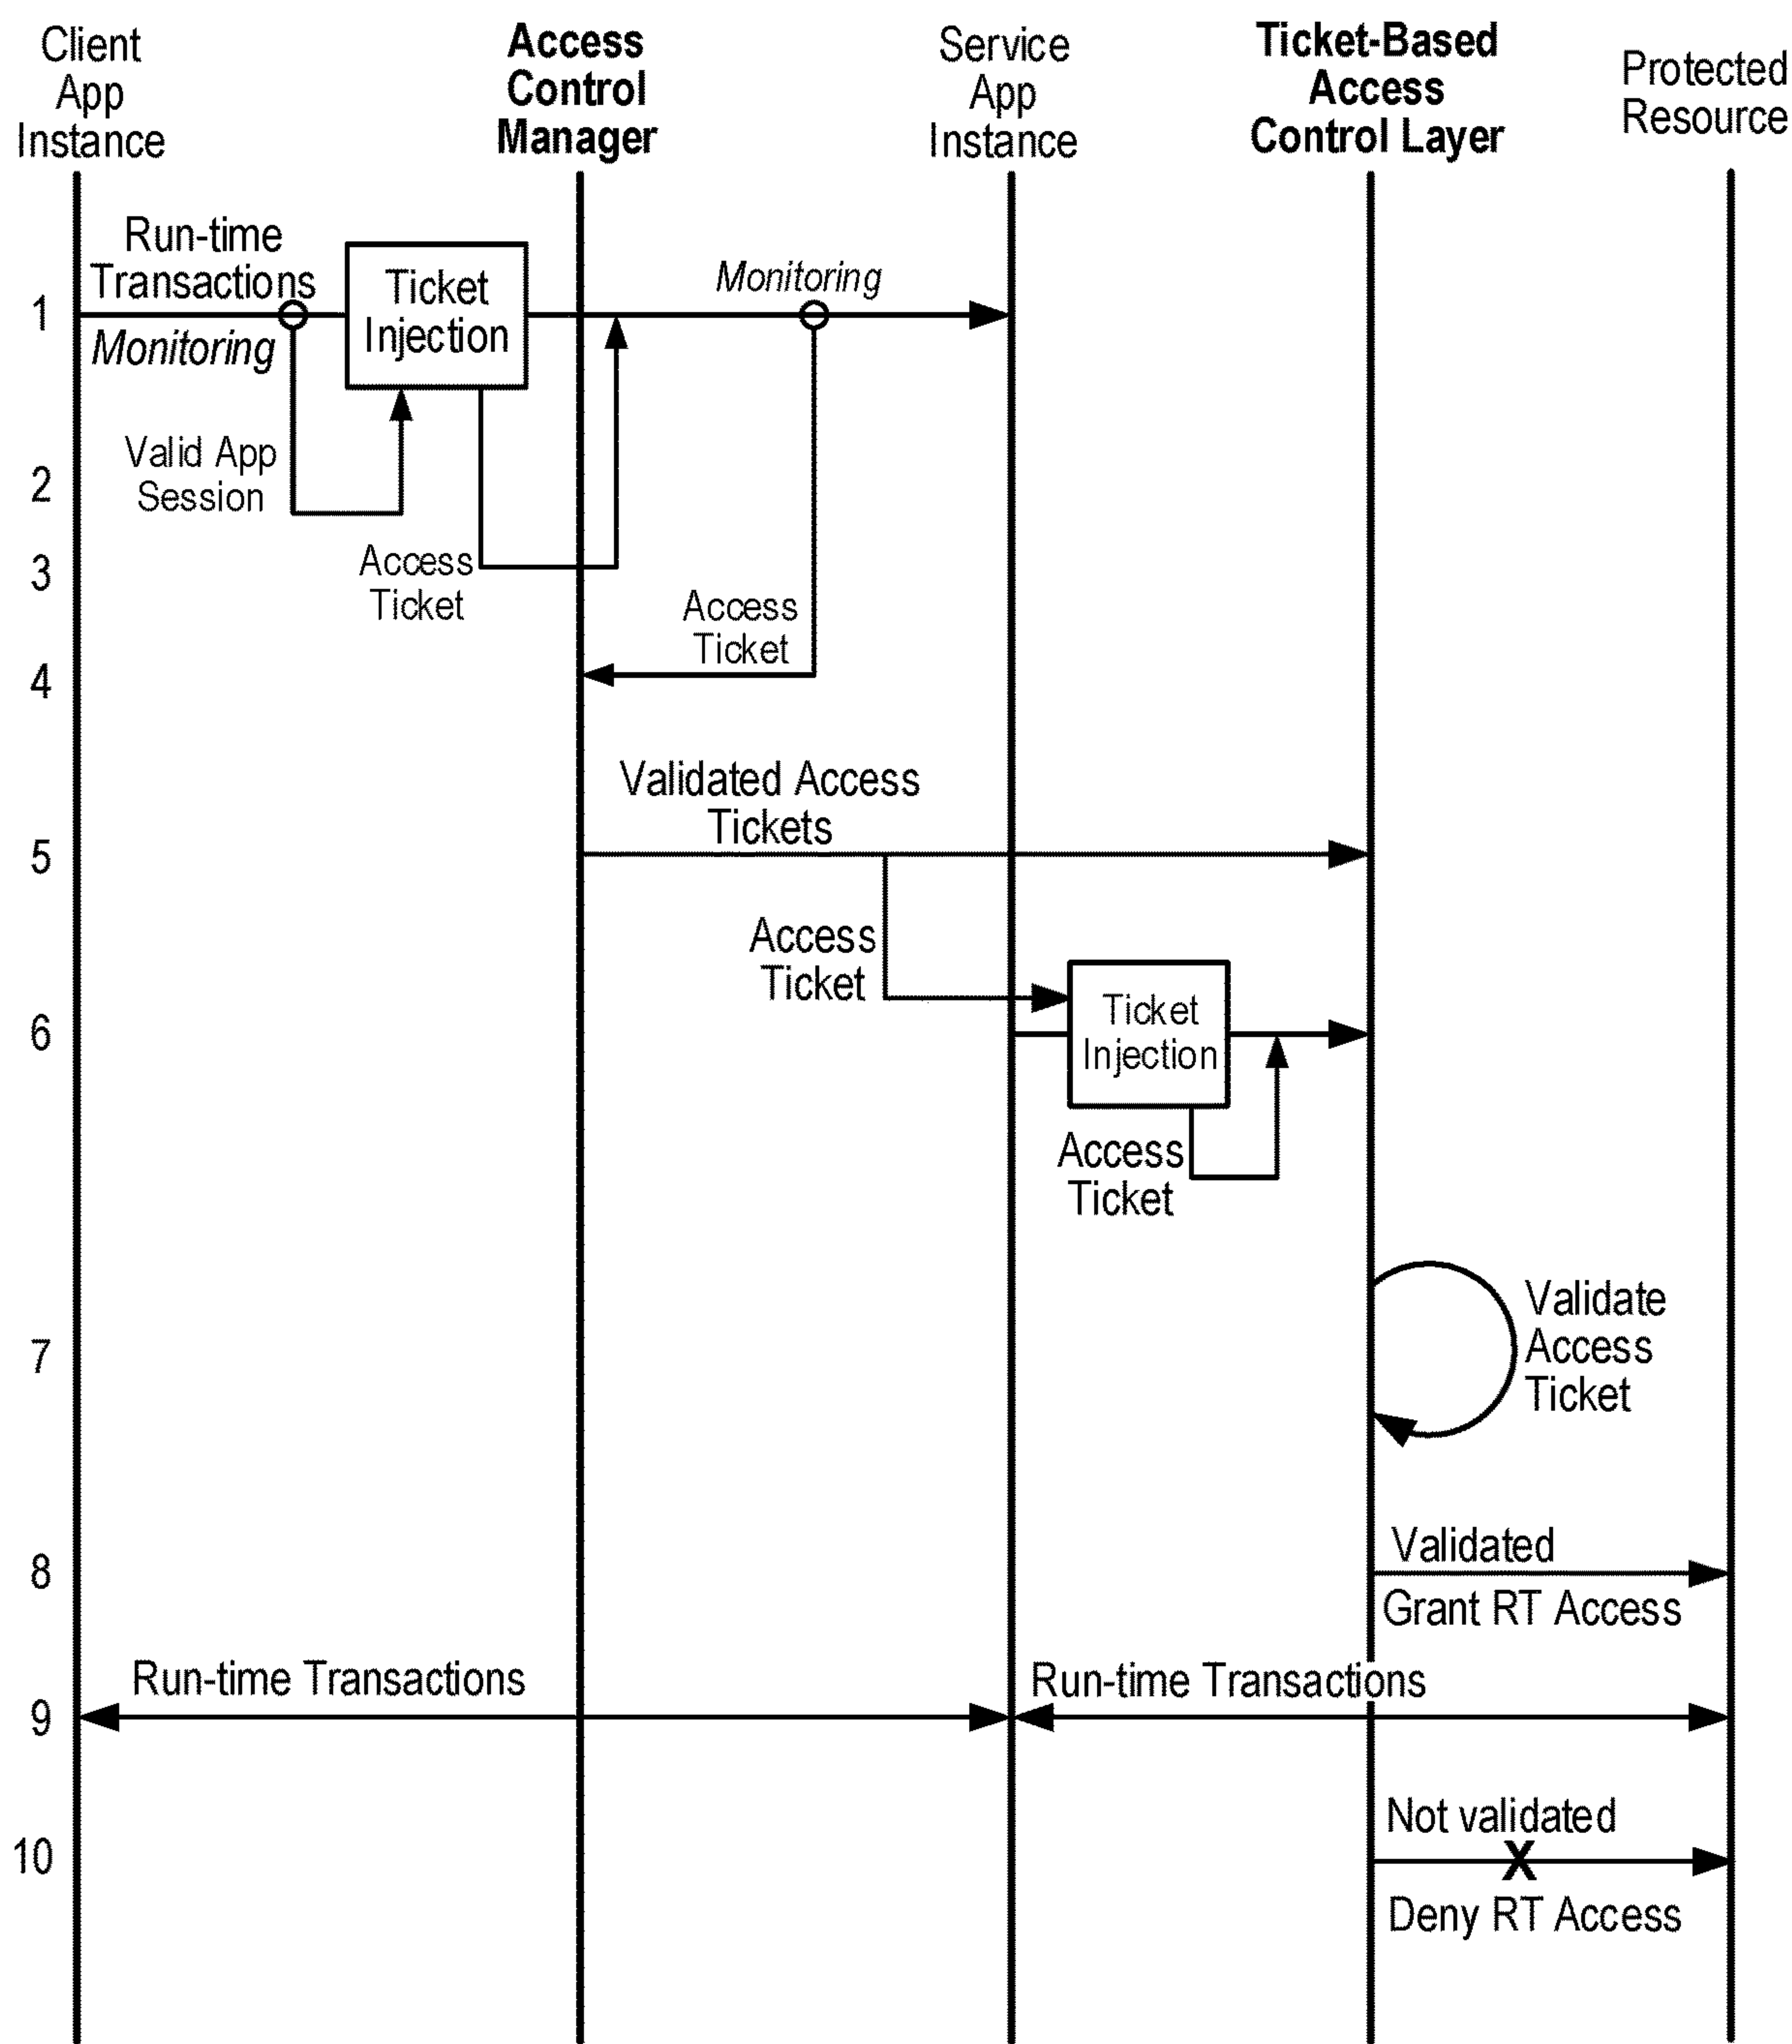 Client
App
Instance
Access
Control
Manager
Service
App
Instance
Ticket-Based
Access
Control Layer
Protected
Resource
Run-time
Transactions
Monitoring
Ticket
Injection
Monitoring
1
Valid App
Session
2
Access
Ticket
3
Access
Ticket
4
Validated Access
Tickets
5
Access
Ticket
Ticket
Injection
6
Access
Ticket
Validate
Access
Ticket
7
Validated
8
Grant RT Access
Run-time Transactions
Run-time Transactions
9
Not validated
10
X
Deny RT Access